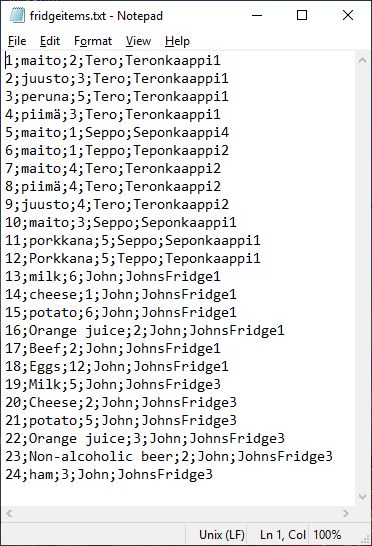 fridgeitems.txt - Notepad
File Edit Format View Help
1;maito;2;Tero;Teronkaappi1
2;juusto;3;Tero;Teronkaappi1
3;peruna;5;Tero;Teronkaappi1
4;piimä;3;Tero;Teronkaappi1
5;maito;1;Seppo;Seponkaappi4
6;maito;1;Teppo;Teponkaappi2
7;maito;4;Tero;Teronkaappi2
8;piimä;4;Tero;Teronkaappi2
9;juusto;4;Tero;Teronkaappi2
10;maito;3;Seppo;Seponkaappi1
11;porkkana;5;Seppo;Seponkaappi1
12;Porkkana;5;Teppo;Teponkaappi1
13;milk;6;John;JohnsFridge1
14;cheese;1;John;JohnsFridge1
15;potato;6;John;JohnsFridge1
16;Orange juice;2;John;JohnsFridge1
17;Beef;2;John;JohnsFridge1
18;Eggs;12;John;JohnsFridge1
19;Milk;5;John;JohnsFridge3
20;Cheese;2;John;JohnsFridge3
21;potato;5;John;JohnsFridge3
22;Orange juice;3;John;JohnsFridge3
23;Non-alcoholic beer;2;John;JohnsFridge3
24;ham;3;John;JohnsFridge3
Unix (LF) Ln 1, Col 100%